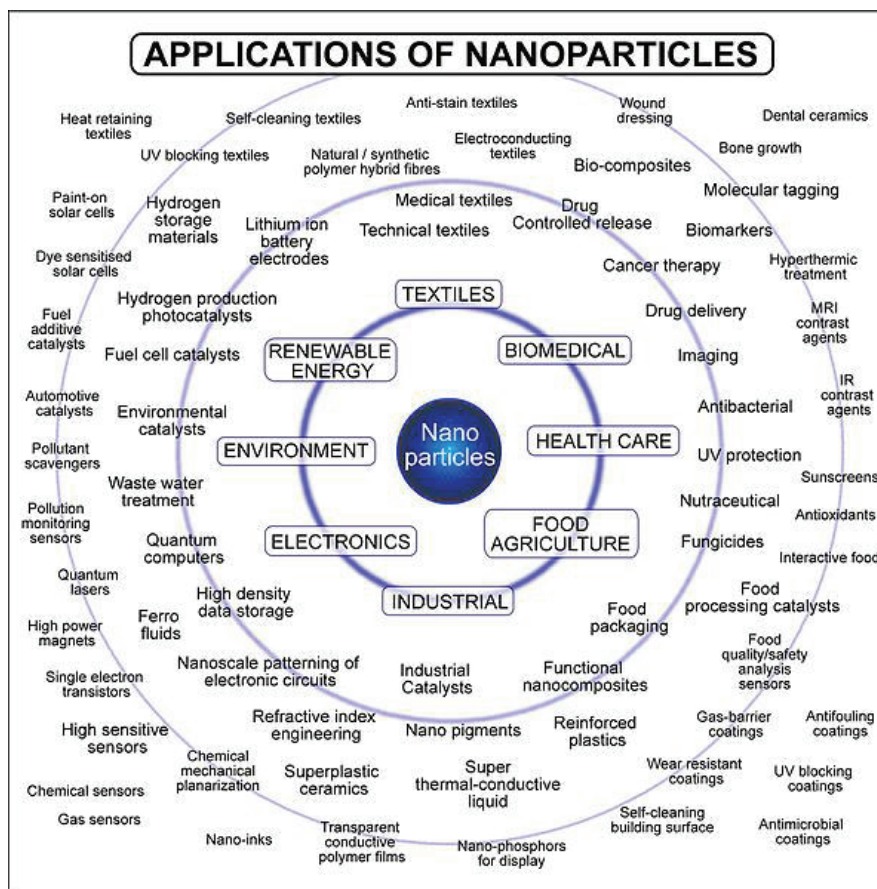 APPLICATIONS OF NANOPARTICLES
Anti-stain textiles
Wound
dressing
Dental ceramics
Heat retaining
textiles
Self-cleaning textiles
Electroconducting
textiles
Bone growth
UV blocking textiles
Natural / synthetic
polymer hybrid fibres
Bio-composites
Molecular tagging
Paint-on
solar cells
Hydrogen
storage
materials
Lithium ion
battery
electrodes
Medical textiles
Technical textiles
Drug
Controlled release
Biomarkers
Dye sensitised
solar cells
Cancer therapy
Hyperthermic
treatment
TEXTILES
Hydrogen production
photocatalysts
Drug delivery
MRI
contrast
agents
Fuel
additive
catalysts
Fuel cell catalysts
RENEWABLE
ENERGY
BIOMEDICAL
Imaging
IR
contrast
agents
Automotive
catalysts
Environmental
catalysts
Antibacterial
Nano
particles
ENVIRONMENT
HEALTH CARE
UV protection
Pollutant
scavengers
Sunscreens
Waste water
treatment
Nutraceutical
Antioxidants
Pollution
monitoring
sensors
Quantum
computers
ELECTRONICS
FOOD
AGRICULTURE
Fungicides
Interactive food
Quantum
lasers
High density
data storage
INDUSTRIAL
Food
processing catalysts
High power
magnets
Ferro
fluids
Food
packaging
Food
quality/safety
analysis
sensors
Single electron
transistors
Nanoscale patterning of
electronic circuits
Industrial
Catalysts
Functional
nanocomposites
High sensitive
sensors
Refractive index
engineering
Nano pigments
Reinforced
plastics
Gas-barrier
coatings
Antifouling
coatings
Chemical
mechanical
planarization
Superplastic
ceramics
Super
thermal-conductive
liquid
Wear resistant
coatings
UV blocking
coatings
Chemical sensors
Gas sensors
Self-cleaning
building surface
Antimicrobial
coatings
Nano-inks
Transparent
conductive
polymer films
Nano-phosphors
for display